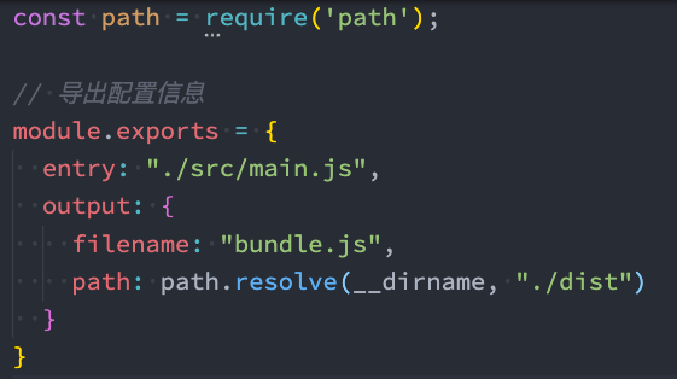 const path = require('path');
// 导出配置信息
module.exports = {
  entry: "./src/main.js",
  output: {
    filename: "bundle.js",
    path: path.resolve(__dirname, "./dist")
  }
}